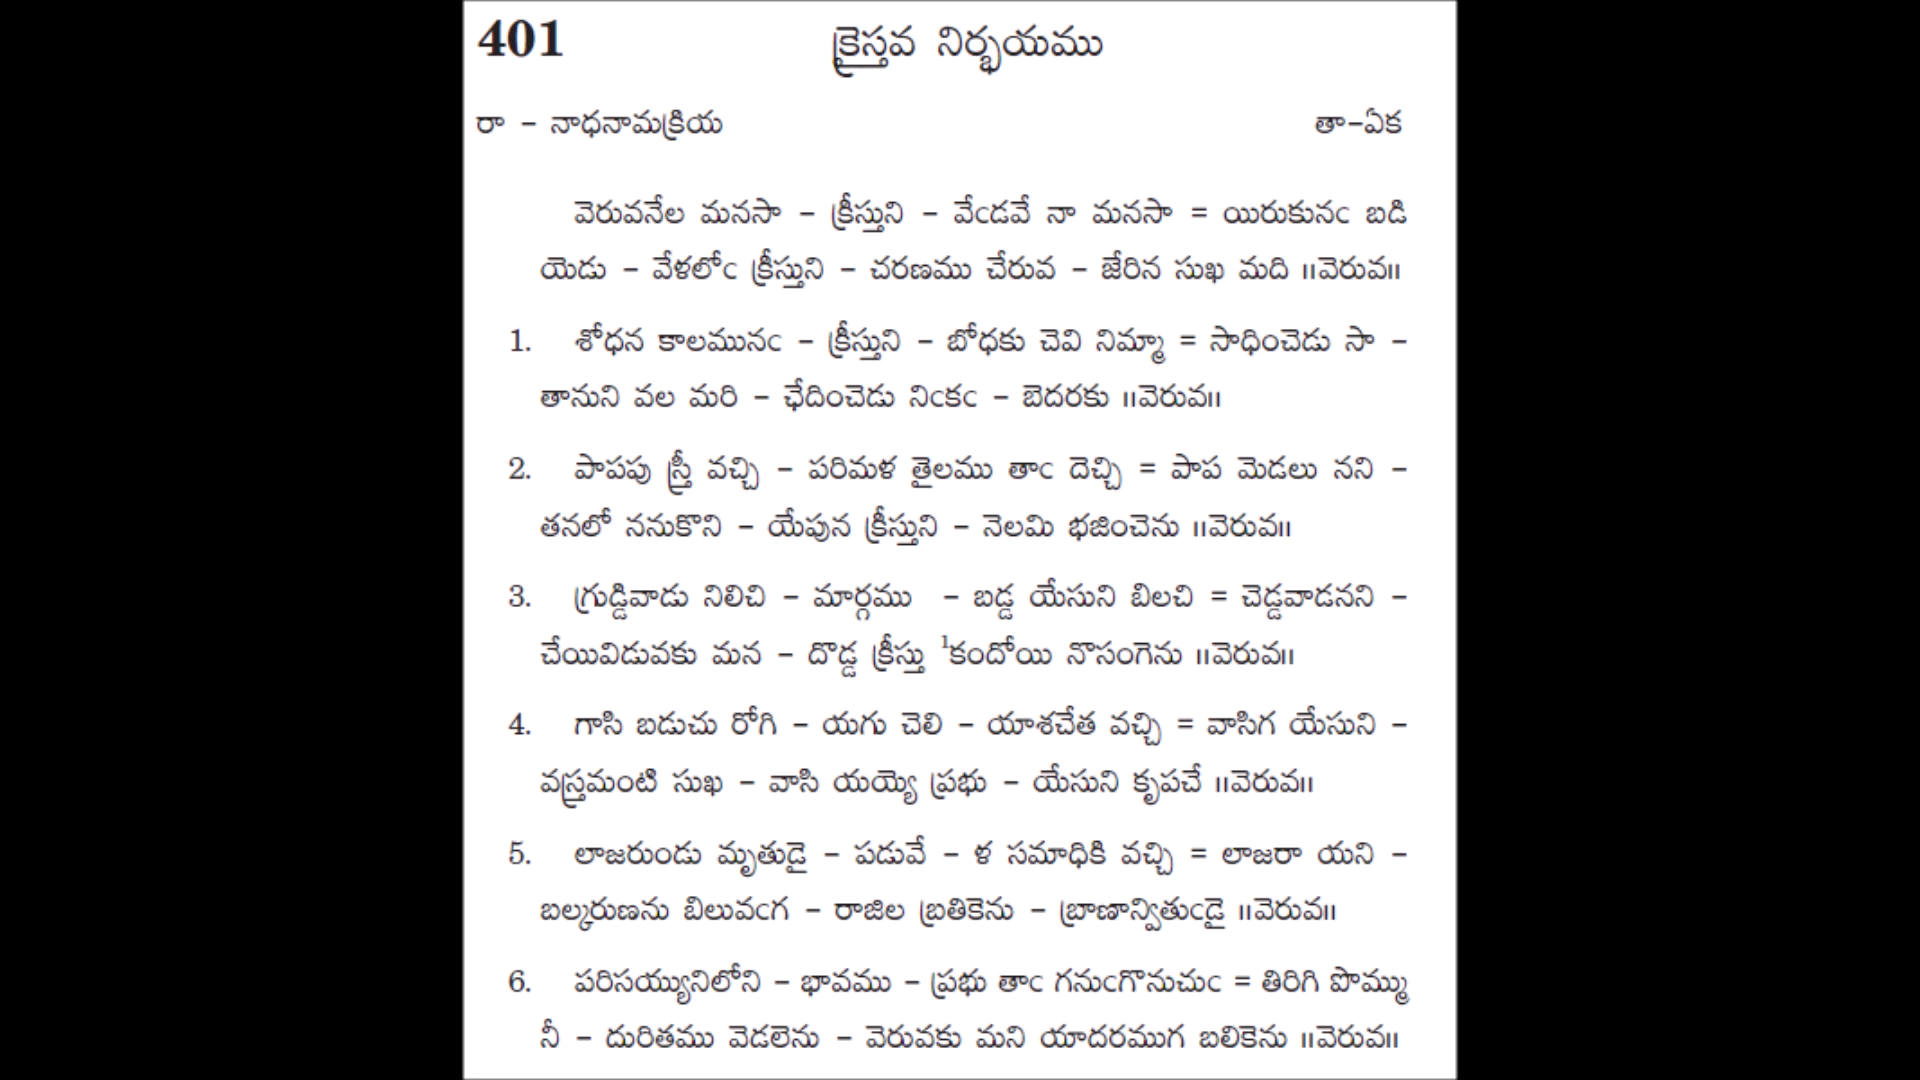 401 క్రైస్తవ నిర్భయము
రా - నాధనామక్రియ తా-ఏక
వెరువనేల మనసా - క్రీస్తుని - వేఁడవే నా మనసా = యిరుకునఁ బడి
యెడు - వేళలోఁ క్రీస్తుని - చరణము చేరువ - జేరిన సుఖ మది ॥వెరువ॥
1. శోధన కాలమునఁ - క్రీస్తుని - బోధకు చెవి నిమ్మా = సాధించెడు సా -
తానుని వల మరి - ఛేదించెడు నిఁకఁ - బెదరకు ॥వెరువ॥
2. పాపపు స్త్రీ వచ్చి - పరిమళ తైలము తాఁ దెచ్చి = పాప మెడలు నని -
తనలో ననుకొని - యేపున క్రీస్తుని - నెలమి భజించెను ॥వెరువ॥
3. గ్రుడ్డివాడు నిలిచి - మార్గము - బడ్డ యేసుని బిలచి = చెడ్డవాడనని -
చేయివిడువకు మన - దొడ్డ క్రీస్తు ¹కందోయి నొసంగెను ॥వెరువ॥
4. గాసి బడుచు రోగి - యగు చెలి - యాశచేత వచ్చి = వాసిగ యేసుని -
వస్త్రమంటి సుఖ - వాసి యయ్యె ప్రభు - యేసుని కృపచే ॥వెరువ॥
5. లాజరుండు మృతుడై - పడువే - ళ సమాధికి వచ్చి = లాజరా యని -
బల్కరుణను బిలువఁగ - రాజిల బ్రతికెను - బ్రాణాన్వితుఁడై ॥వెరువ॥
6. పరిసయ్యునిలోని - భావము - ప్రభు తాఁ గనుఁగొనుచుఁ = తిరిగి పొమ్ము
నీ - దురితము వెడలెను - వెరువకు మని యాదరముగ బలికెను ॥వెరువ॥